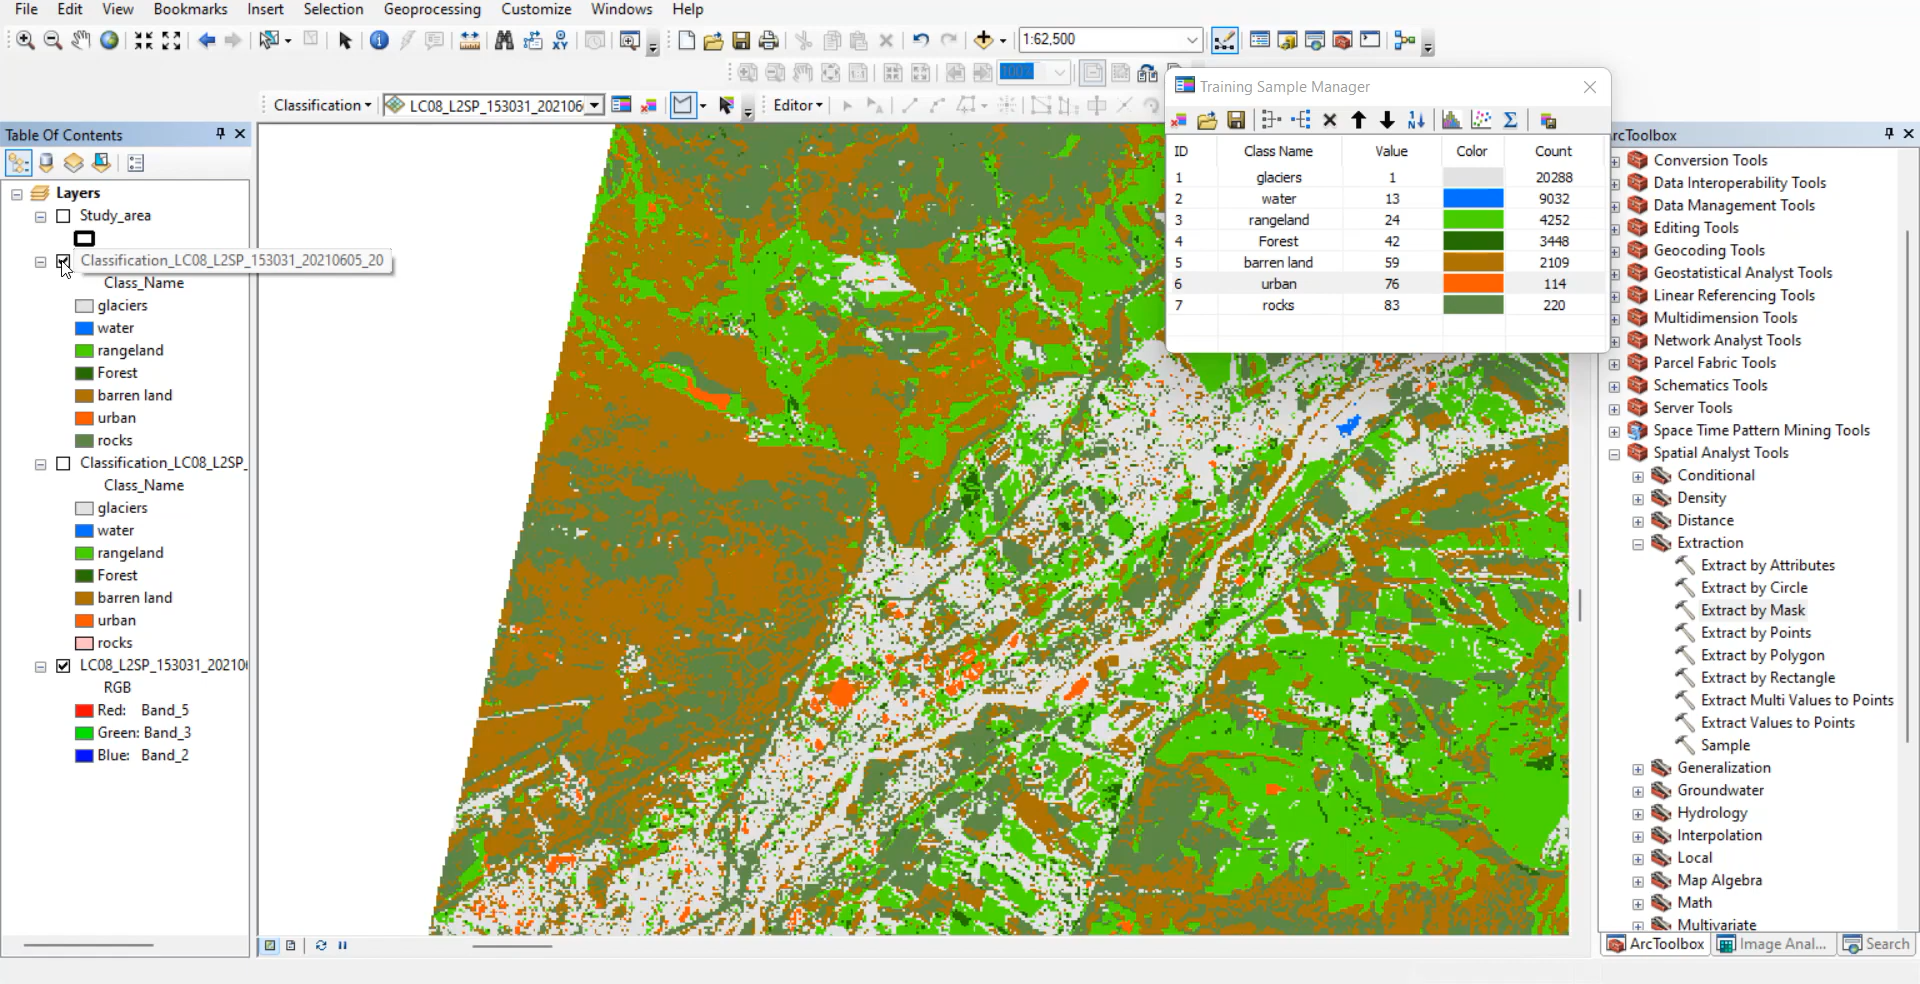 File Edit View Bookmarks Insert Selection Geoprocessing Customize Windows Help
1:62,500
100%
Classification LC08_L2SP_153031_202106 Editor
Training Sample Manager
ID Class Name Value Color Count
1 glaciers 1 20288
2 water 13 9032
3 rangeland 24 4252
4 Forest 42 3448
5 barren land 59 2109
6 urban 76 114
7 rocks 83 220
Table Of Contents
Layers
Study_area
Classification_LC08_L2SP_153031_20210605_20
Class_Name
glaciers
water
rangeland
Forest
barren land
urban
rocks
Classification_LC08_L2SP_
Class_Name
glaciers
water
rangeland
Forest
barren land
urban
rocks
LC08_L2SP_153031_20210
RGB
Red: Band_5
Green: Band_3
Blue: Band_2
rcToolbox
Conversion Tools
Data Interoperability Tools
Data Management Tools
Editing Tools
Geocoding Tools
Geostatistical Analyst Tools
Linear Referencing Tools
Multidimension Tools
Network Analyst Tools
Parcel Fabric Tools
Schematics Tools
Server Tools
Space Time Pattern Mining Tools
Spatial Analyst Tools
Conditional
Density
Distance
Extraction
Extract by Attributes
Extract by Circle
Extract by Mask
Extract by Points
Extract by Polygon
Extract by Rectangle
Extract Multi Values to Points
Extract Values to Points
Sample
Generalization
Groundwater
Hydrology
Interpolation
Local
Map Algebra
Math
Multivariate
ArcToolbox Image Anal... Search